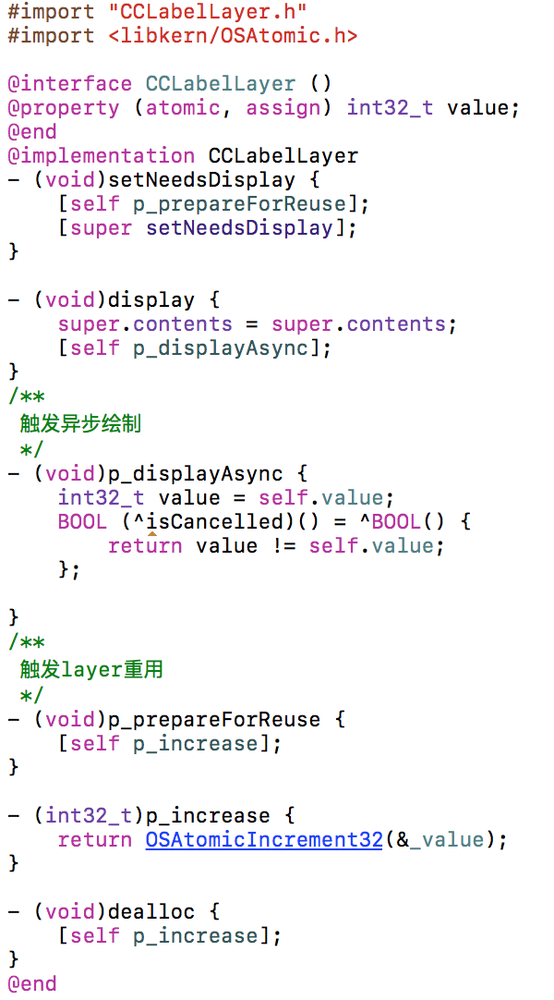 #import "CCLabelLayer.h"
#import <libkern/OSAtomic.h>

@interface CCLabelLayer ()
@property (atomic, assign) int32_t value;
@end
@implementation CCLabelLayer
- (void)setNeedsDisplay {
    [self p_prepareForReuse];
    [super setNeedsDisplay];
}

- (void)display {
    super.contents = super.contents;
    [self p_displayAsync];
}
/**
 触发异步绘制
 */
- (void)p_displayAsync {
    int32_t value = self.value;
    BOOL (^isCancelled)() = ^BOOL() {
        return value != self.value;
    };

}
/**
 触发layer重用
 */
- (void)p_prepareForReuse {
    [self p_increase];
}

- (int32_t)p_increase {
    return OSAtomicIncrement32(&_value);
}

- (void)dealloc {
    [self p_increase];
}
@end